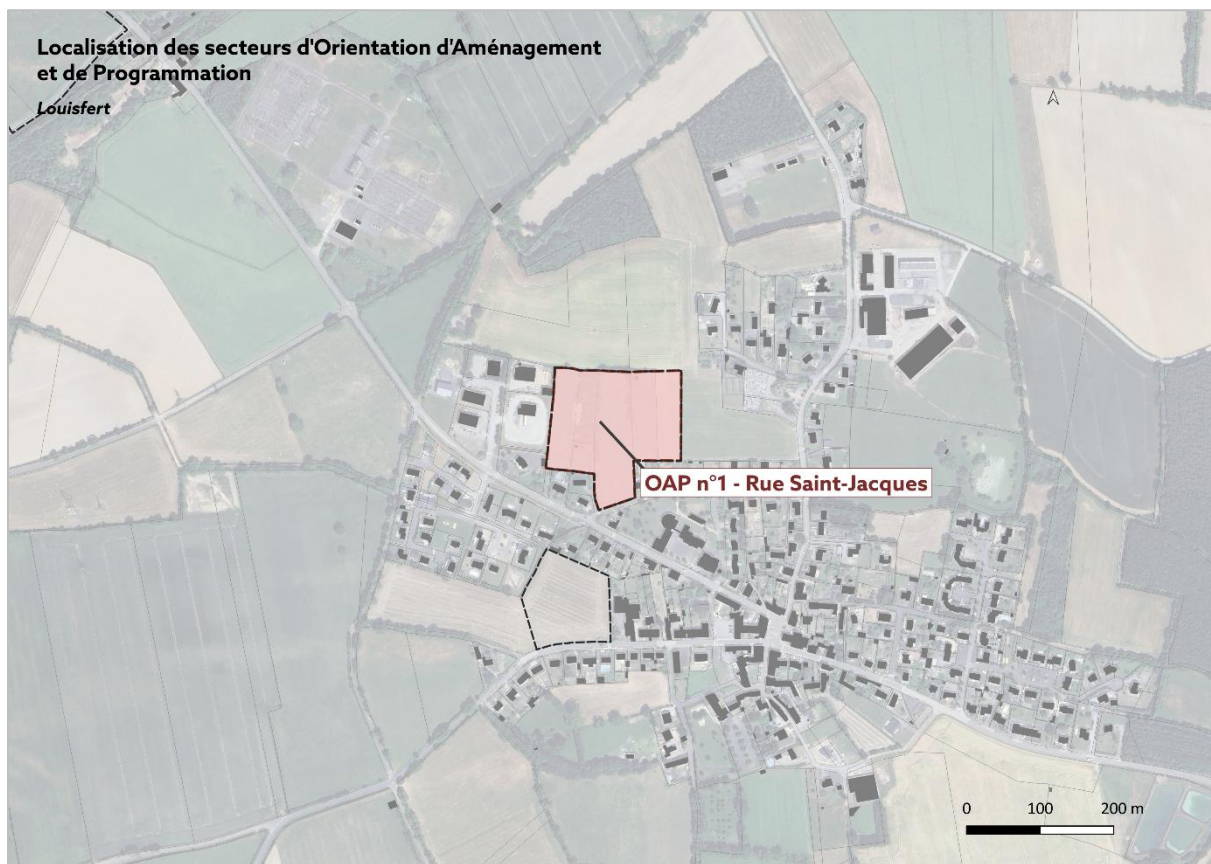 Localisation des secteurs d'Orientation d'Aménagement
et de Programmation
Louisfert
OAP n°1 - Rue Saint-Jacques
0 100 200 m